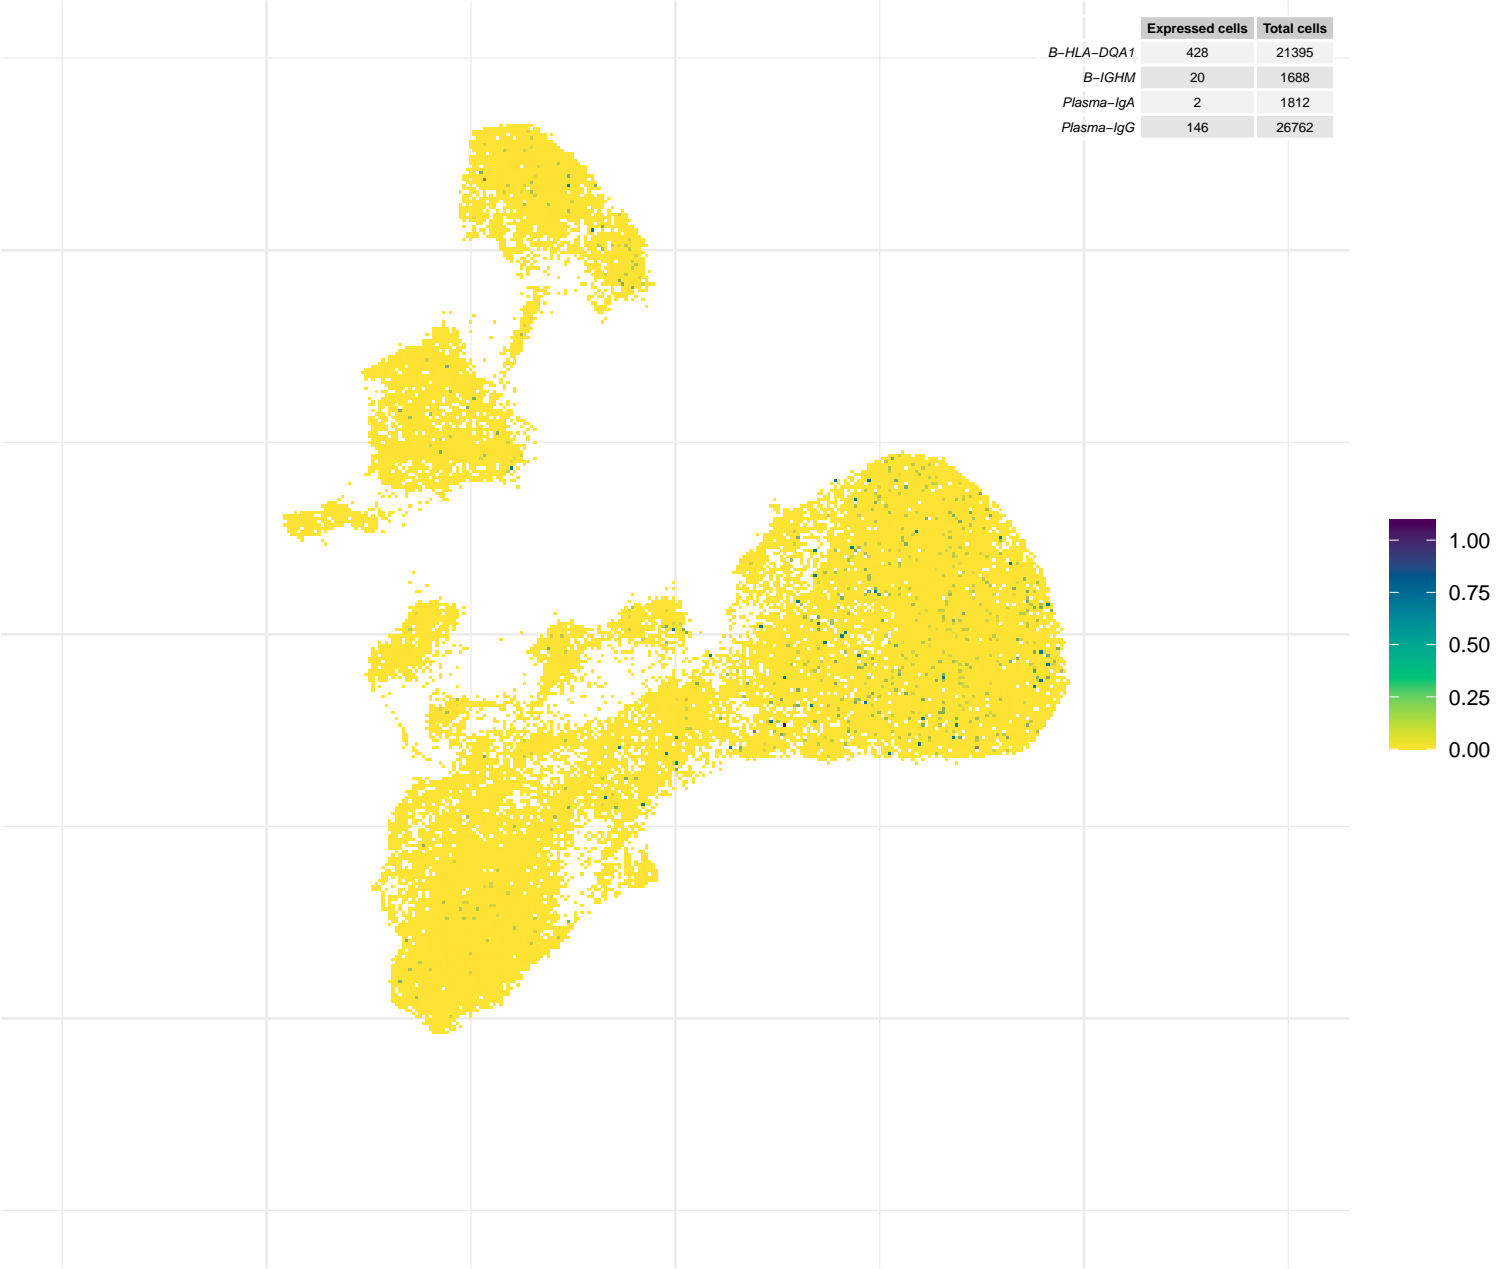 Expressed cells Total cells
B−HLA−DQA1 428 21395
B−IGHM 20 1688
Plasma−IgA 2 1812
Plasma−IgG 146 26762
1.00
0.75
0.50
0.25
0.00